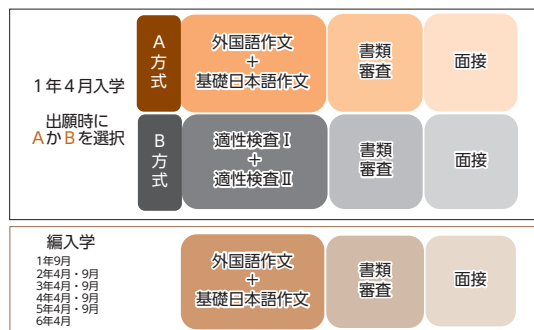 1年4月入学
出願時に
AかBを選択
A方式
外国語作文
+
基礎日本語作文
書類
審査
面接
B方式
適性検査Ⅰ
+
適性検査Ⅱ
書類
審査
面接
編入学
1年9月
2年4月・9月
3年4月・9月
4年4月・9月
5年4月・9月
6年4月
外国語作文
+
基礎日本語作文
書類
審査
面接